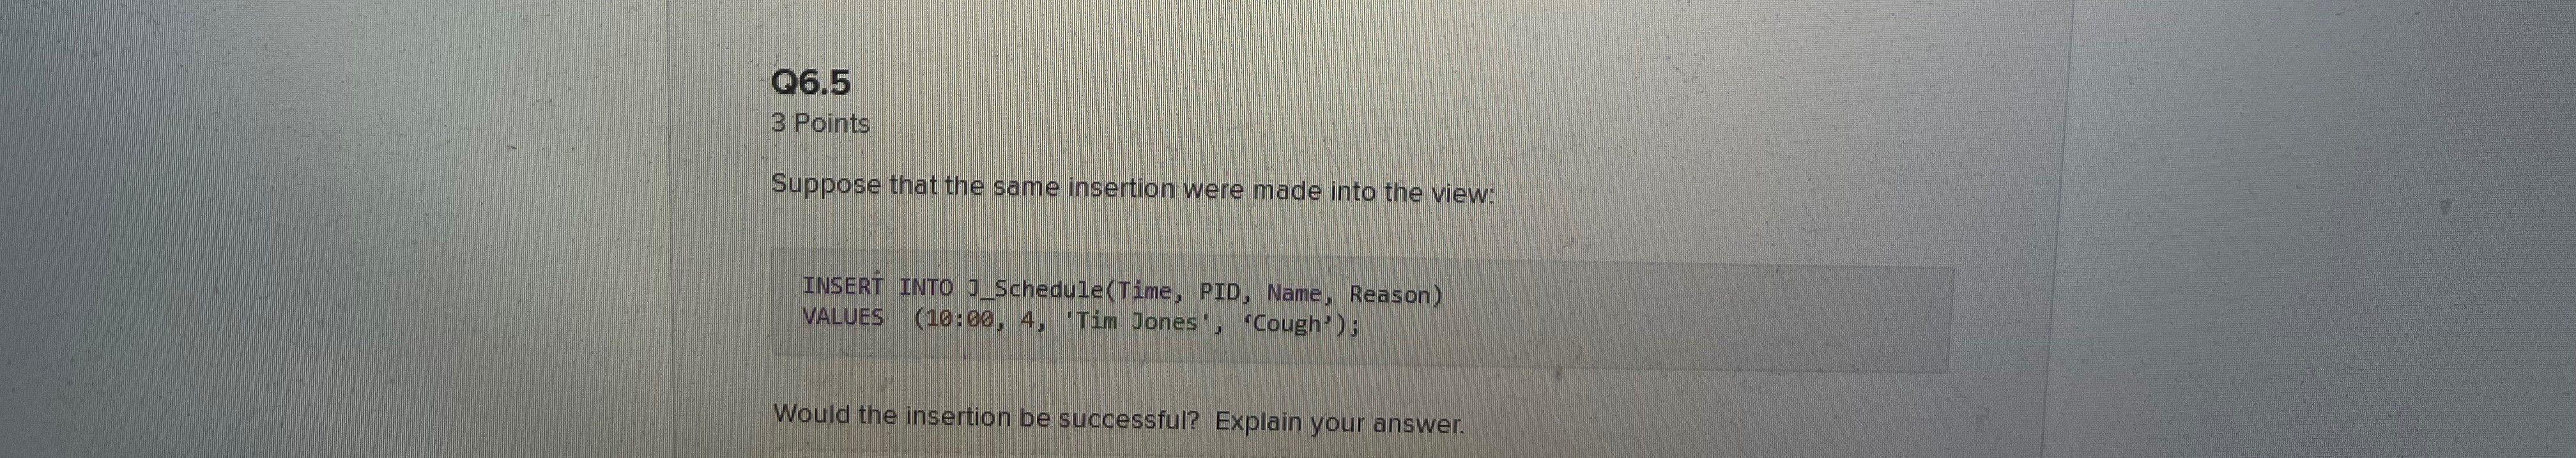 Q6.5
3 Points
Suppose that the same insertion were made into the view:
INSERT INTO J_Schedule(Time, PID, Name, Reason)
VALUES  (10:00, 4, 'Tim Jones', ‘Cough’);
Would the insertion be successful?  Explain your answer.